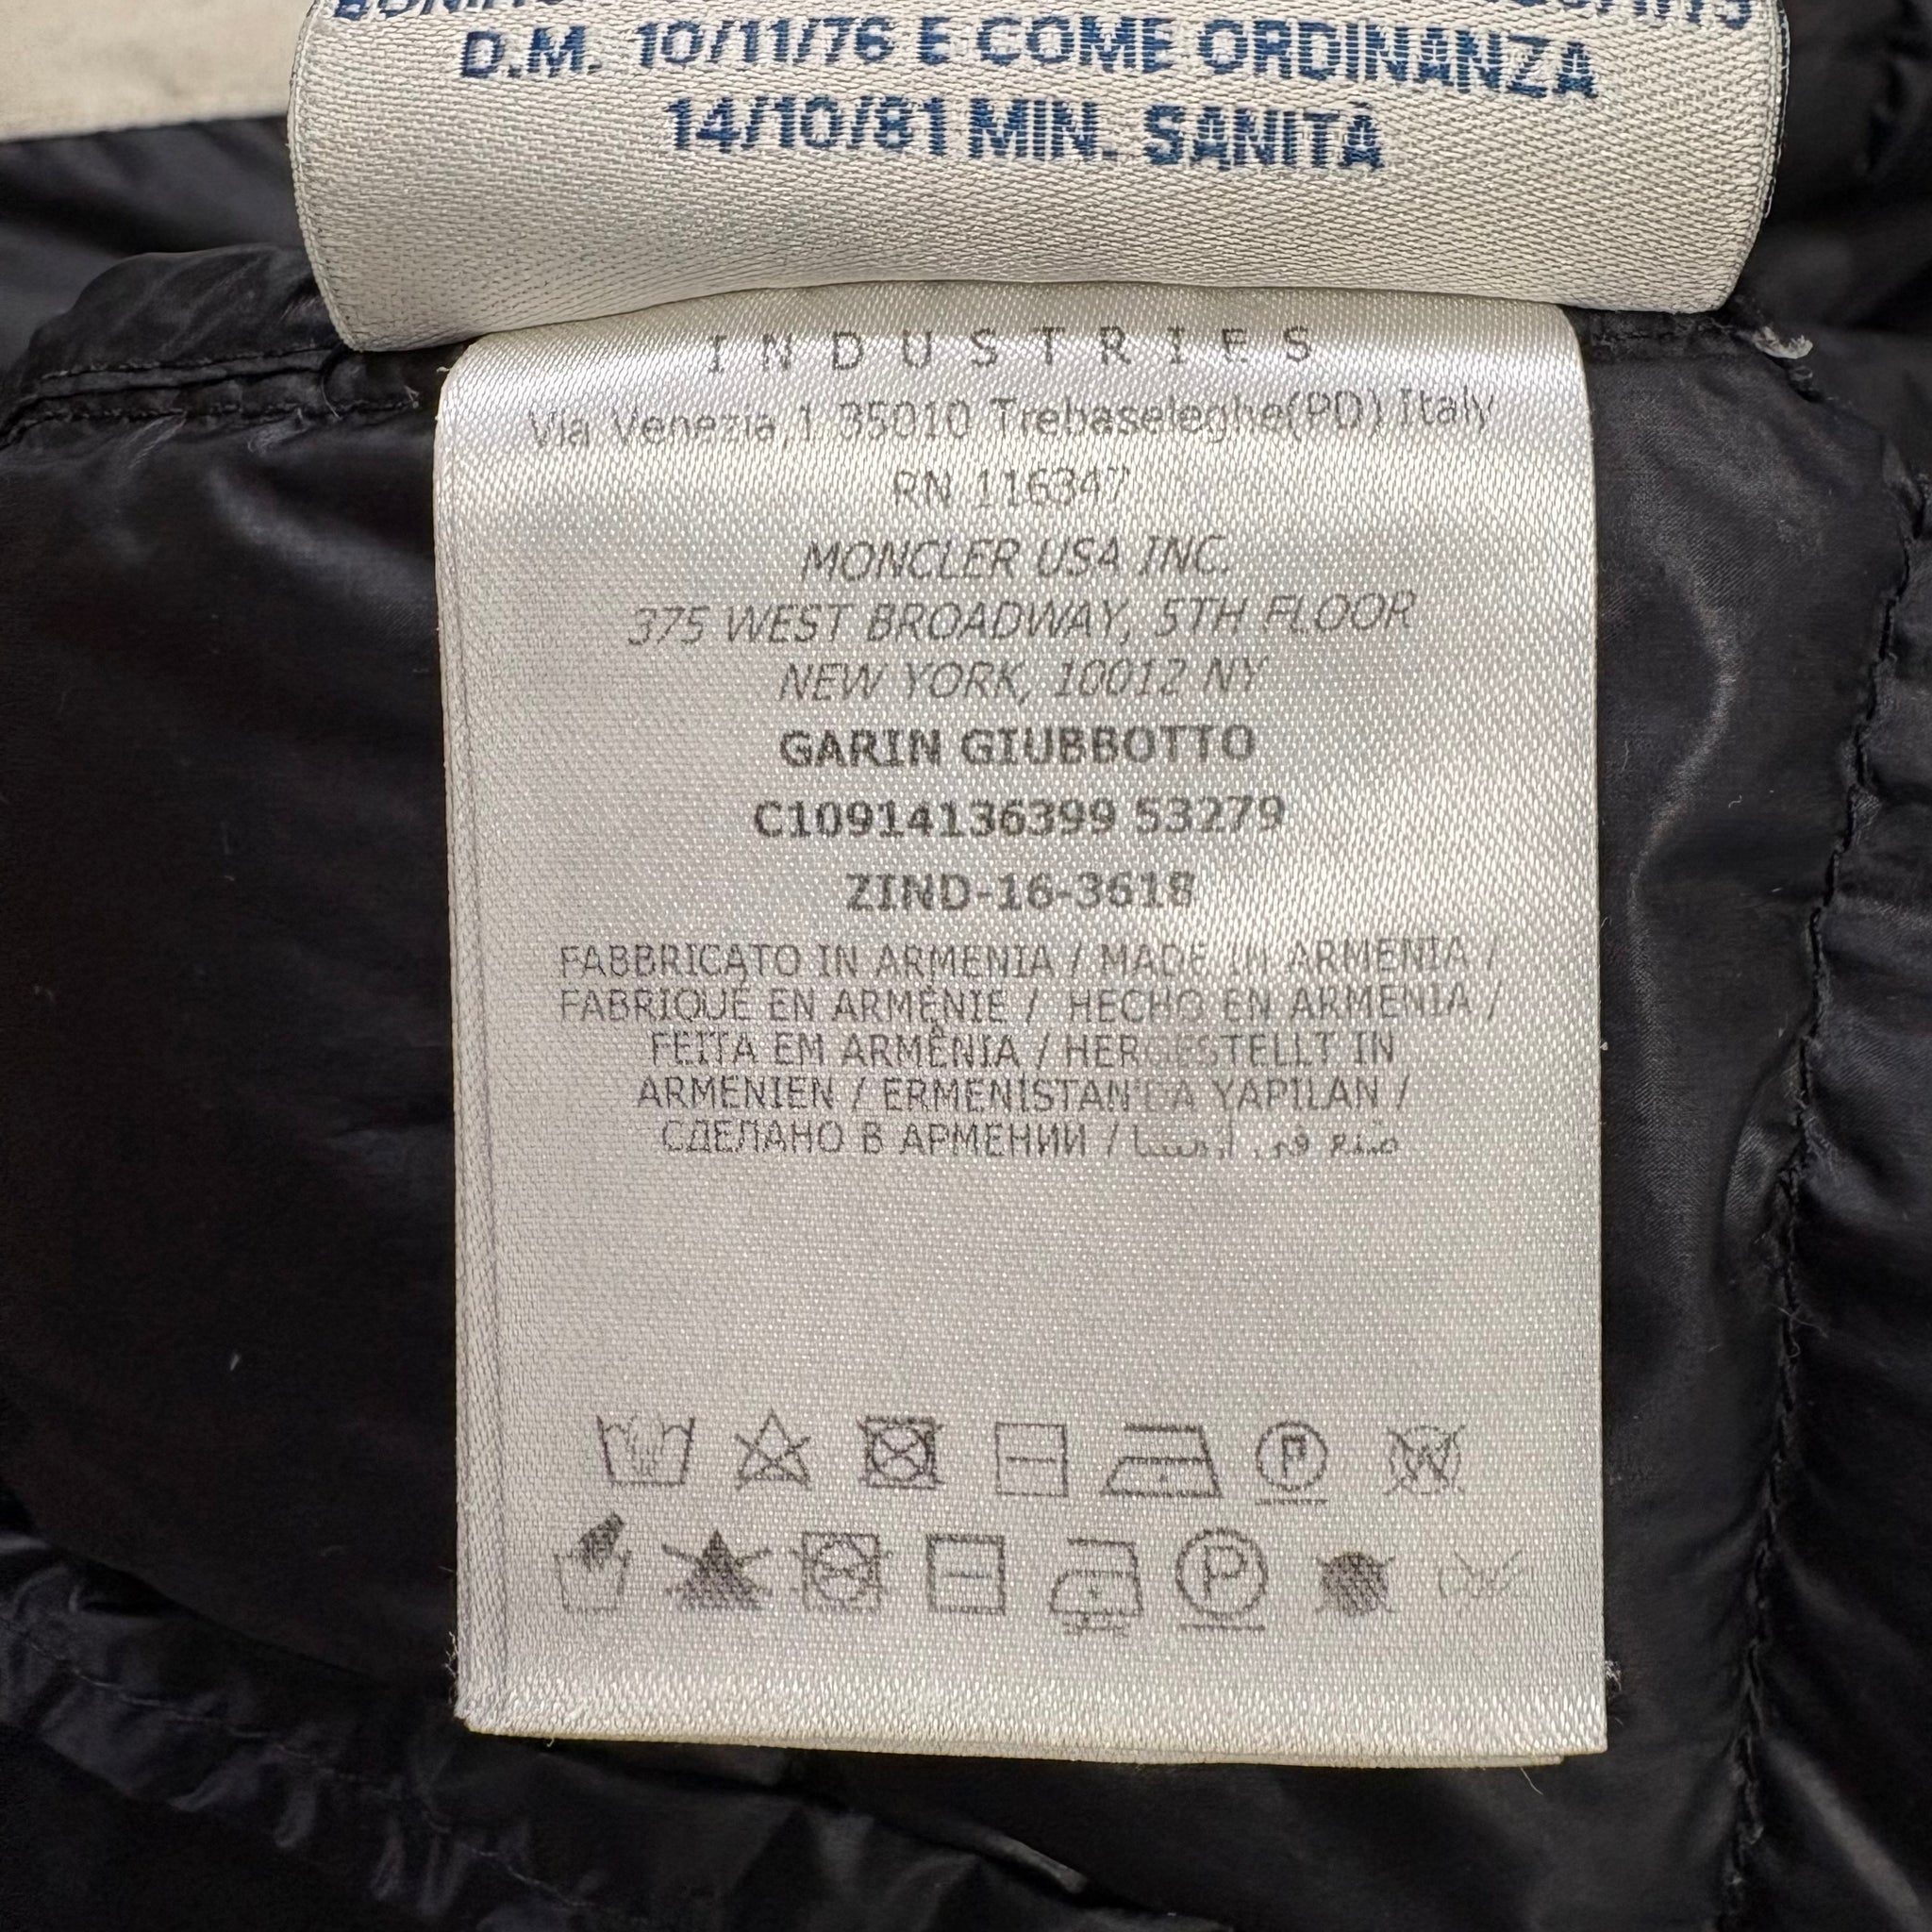 D.M. 10/11/76 E COME ORDINANZA
14/10/81 MIN. SANITÀ
INDUSTRIES
Via Venezia,1 35010 Trebaseleghe(PD) Italy
RN 116347
MONCLER USA INC.
375 WEST BROADWAY, 5TH FLOOR
NEW YORK, 10012 NY
GARIN GIUBBOTTO
C10914136399 53279
ZIND-16-3618
FABBRICATO IN ARMENIA / MADE IN ARMENIA /
FABRIQUÉ EN ARMÉNIE / HECHO EN ARMENIA /
FEITA EM ARMÊNIA / HERGESTELLT IN
ARMENIEN / ERMENİSTAN'DA YAPILAN /
СДЕЛАНО В АРМЕНИИ / صنع في أرمينيا
P W
P